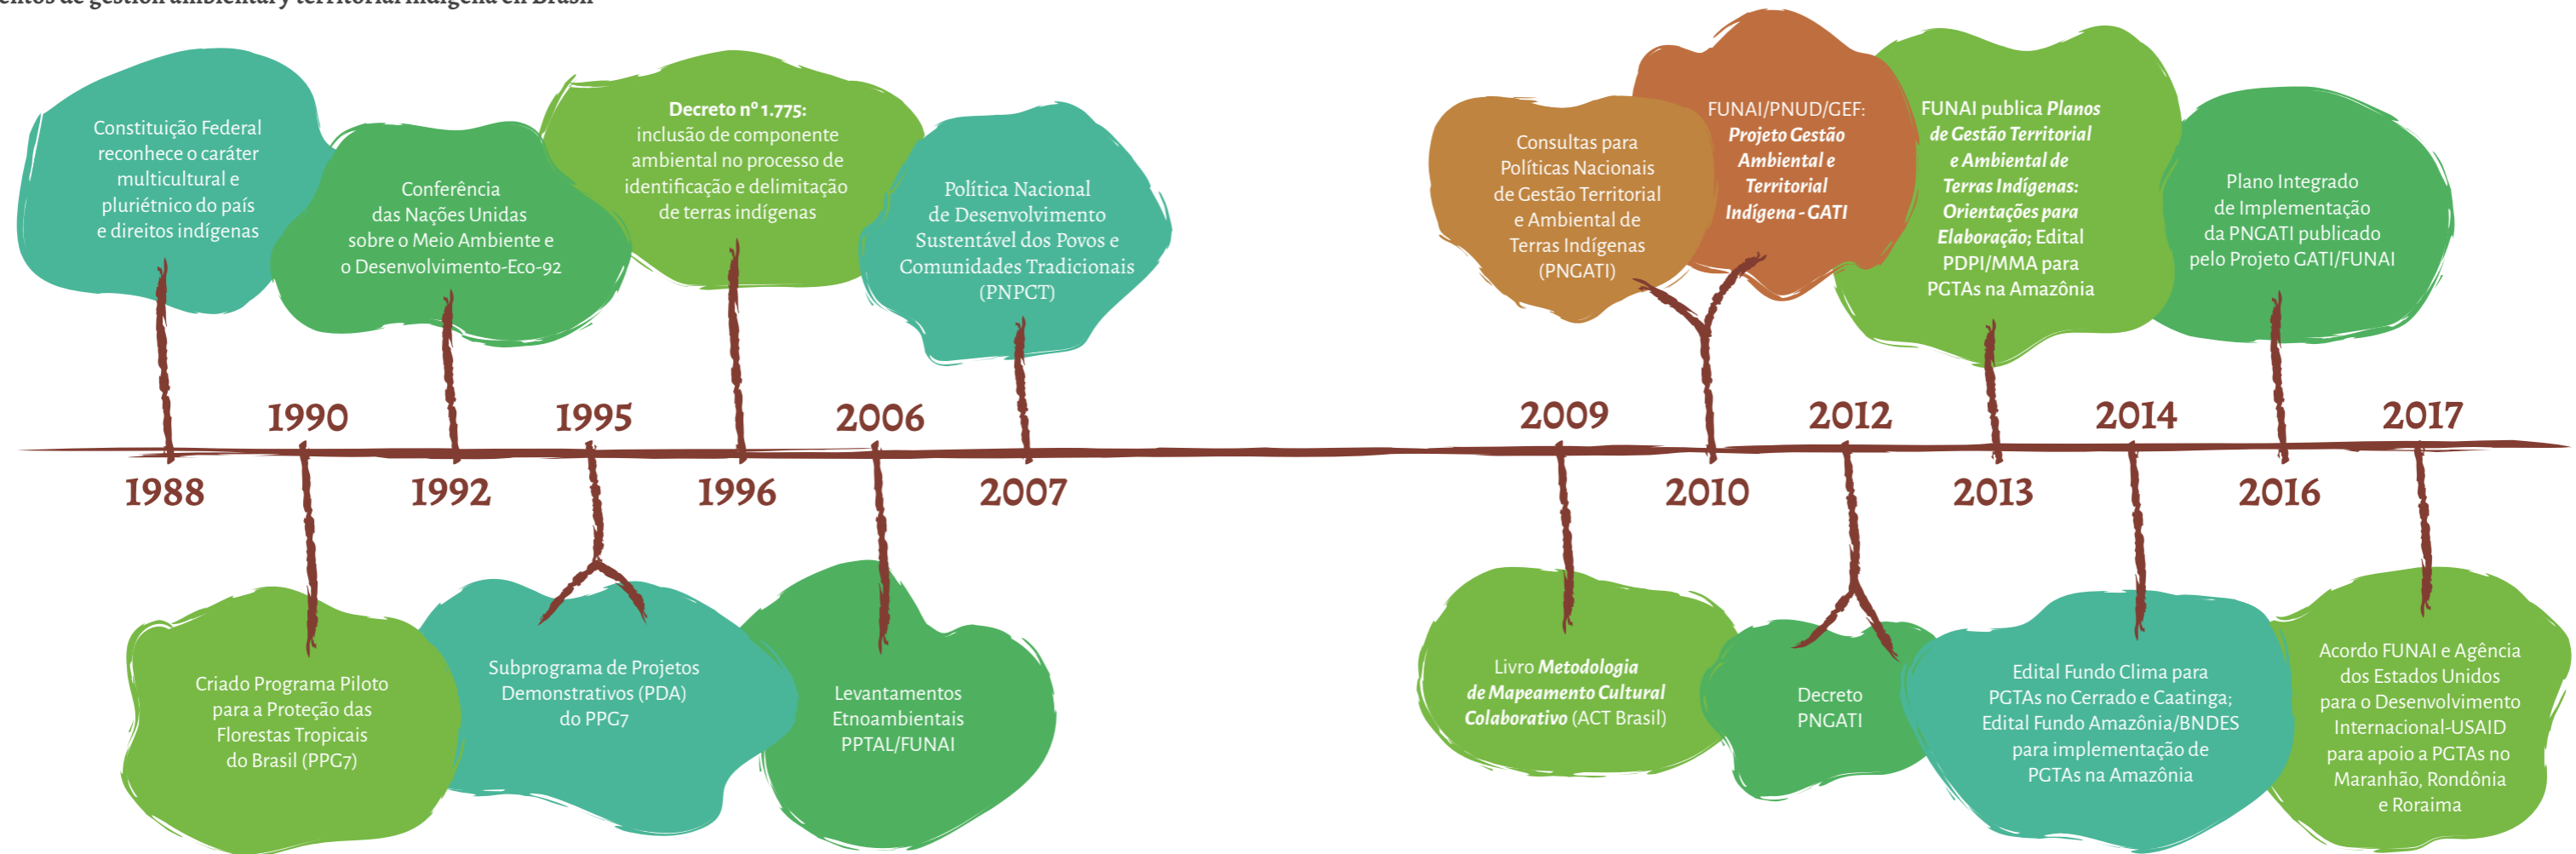 de gestión ambiental y territorial indígena en Brasil
Constituição Federal
reconhece o caráter
multicultural e
pluriétnico do país
e direitos indígenas
Conferência
das Nações Unidas
sobre o Meio Ambiente e
o Desenvolvimento-Eco-92
Decreto nº 1.775:
inclusão de componente
ambiental no processo de
identificação e delimitação
de terras indígenas
Política Nacional
de Desenvolvimento
Sustentável dos Povos e
Comunidades Tradicionais
(PNPCT)
Consultas para
Políticas Nacionais
de Gestão Territorial
e Ambiental de
Terras Indígenas
(PNGATI)
FUNAI/PNUD/GEF:
Projeto Gestão
Ambiental e
Territorial
Indígena - GATI
FUNAI publica Planos
de Gestão Territorial
e Ambiental de
Terras Indígenas:
Orientações para
Elaboração; Edital
PDPI/MMA para
PGTAs na Amazônia
Plano Integrado
de Implementação
da PNGATI publicado
pelo Projeto GATI/FUNAI
1990
1995
2006
2009
2012
2014
2017
1988
1992
1996
2007
2010
2013
2016
Criado Programa Piloto
para a Proteção das
Florestas Tropicais
do Brasil (PPG7)
Subprograma de Projetos
Demonstrativos (PDA)
do PPG7
Levantamentos
Etnoambientais
PPTAL/FUNAI
Livro Metodologia
de Mapeamento Cultural
Colaborativo (ACT Brasil)
Decreto
PNGATI
Edital Fundo Clima para
PGTAs no Cerrado e Caatinga;
Edital Fundo Amazônia/BNDES
para implementação de
PGTAs na Amazônia
Acordo FUNAI e Agência
dos Estados Unidos
para o Desenvolvimento
Internacional-USAID
para apoio a PGTAs no
Maranhão, Rondônia
e Roraima